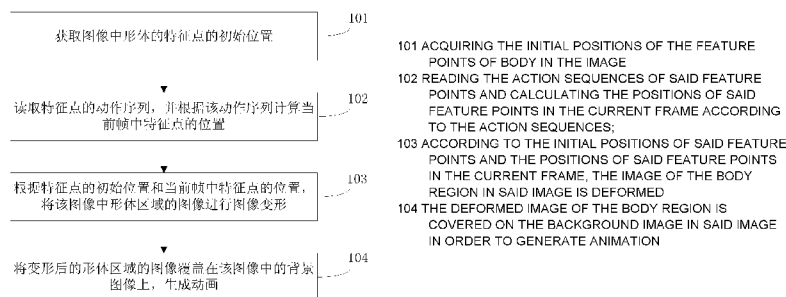 101
获取图像中形体的特征点的初始位置
102
读取特征点的动作序列，并根据该动作序列计算当
前帧中特征点的位置
103
根据特征点的初始位置和当前帧中特征点的位置，
将该图像中形体区域的图像进行图像变形
104
将变形后的形体区域的图像覆盖在该图像中的背景
图像上，生成动画
101 ACQUIRING THE INITIAL POSITIONS OF THE FEATURE
POINTS OF BODY IN THE IMAGE
102 READING THE ACTION SEQUENCES OF SAID FEATURE
POINTS AND CALCULATING THE POSITIONS OF SAID
FEATURE POINTS IN THE CURRENT FRAME ACCORDING
TO THE ACTION SEQUENCES;
103 ACCORDING TO THE INITIAL POSITIONS OF SAID FEATURE
POINTS AND THE POSITIONS OF SAID FEATURE POINTS
IN THE CURRENT FRAME, THE IMAGE OF THE BODY
REGION IN SAID IMAGE IS DEFORMED
104 THE DEFORMED IMAGE OF THE BODY REGION IS
COVERED ON THE BACKGROUND IMAGE IN SAID IMAGE
IN ORDER TO GENERATE ANIMATION